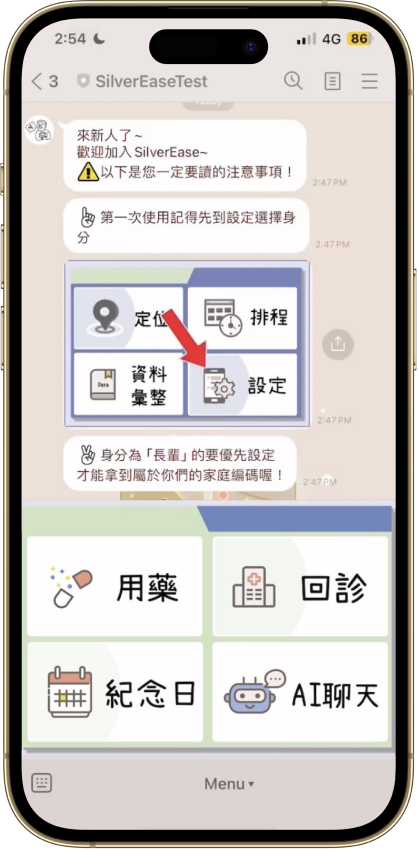 2:54
4G 86
3 SilverEaseTest
來新人了~
歡迎加入 SilverEase~
以下是您一定要讀的注意事項！
2:47 PM
第一次使用記得先到設定選擇身
分
2:47 PM
定位
排程
Docs
資料
彙整
設定
2:47 PM
身分為「長輩」的要優先設定
才能拿到屬於你們的家庭編碼喔！
2:47 PM
用藥
回診
紀念日
AI聊天
Menu